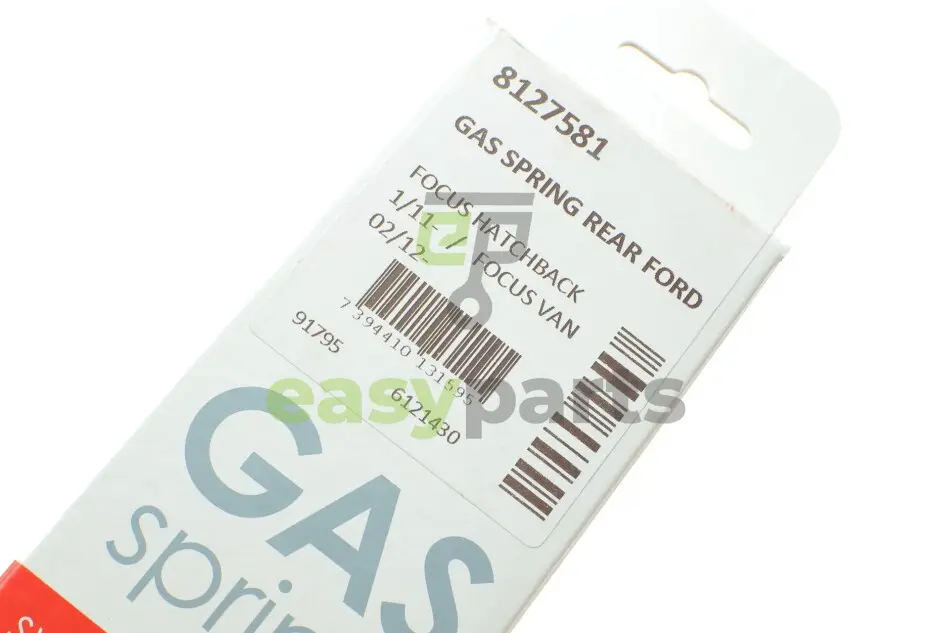 8127581
GAS SPRING REAR FORD
FOCUS HATCHBACK
1/11- / FOCUS VAN
02/12-
7 394410 131595
91795
6121430
easyparts
GAS